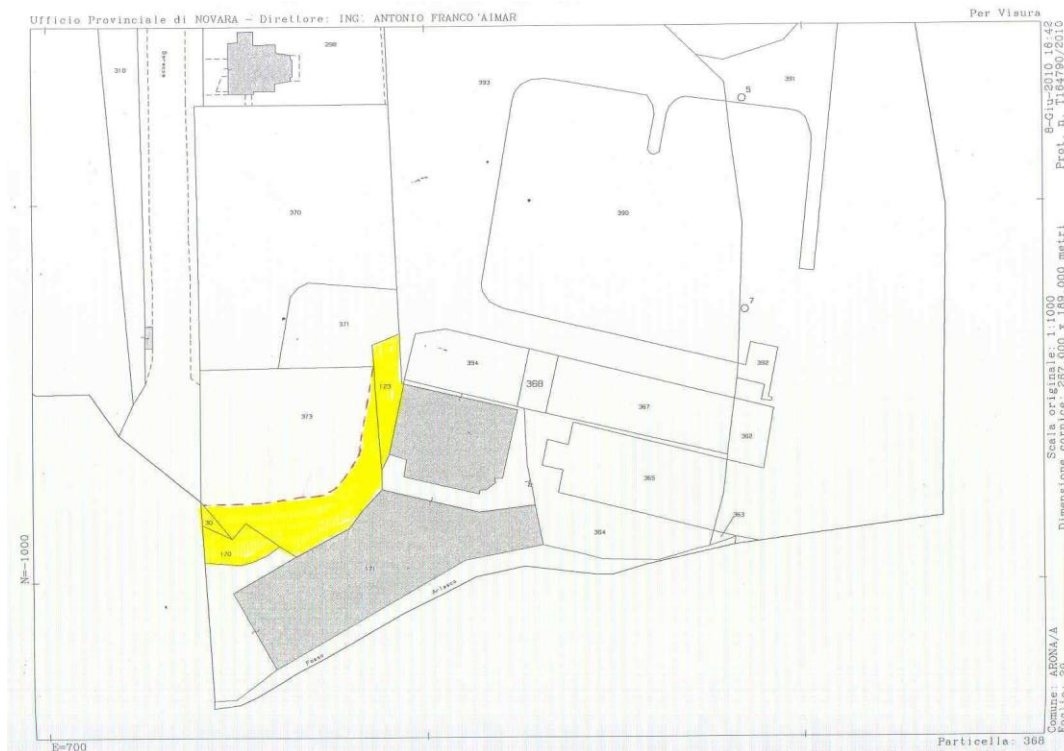 Ufficio Provinciale di NOVARA - Direttore: ING. ANTONIO FRANCO AIMAR
Per Visura
318
298
393
391
5
370
390
7
371
394
368
392
123
367
373
362
365
30
363
170
171
364
Arlasca
Fosso
N=-1000
E=700
Particella: 368
8-Giu-2010 16:42
Prot. n. T164790/2010
Scala originale: 1:1000
Dimensione cornice: 267.000 x 189.000 metri
Comune: ARONA/A